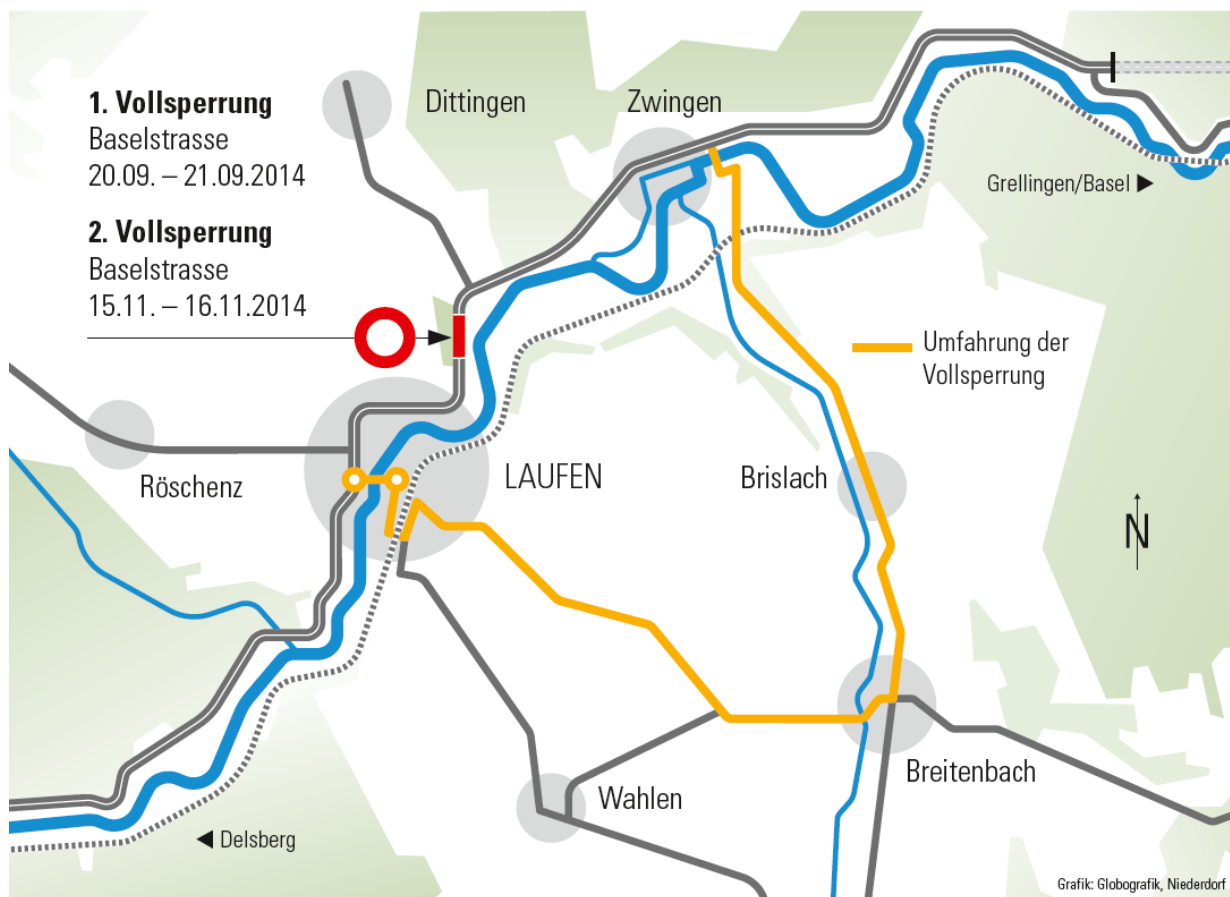 1. Vollsperrung
Baselstrasse
20.09. – 21.09.2014
2. Vollsperrung
Baselstrasse
15.11. – 16.11.2014
Dittingen
Zwingen
Grellingen/Basel ►
Umfahrung der
Vollsperrung
Röschenz
LAUFEN
Brislach
N
Wahlen
Breitenbach
◄ Delsberg
Grafik: Globografik, Niederdorf